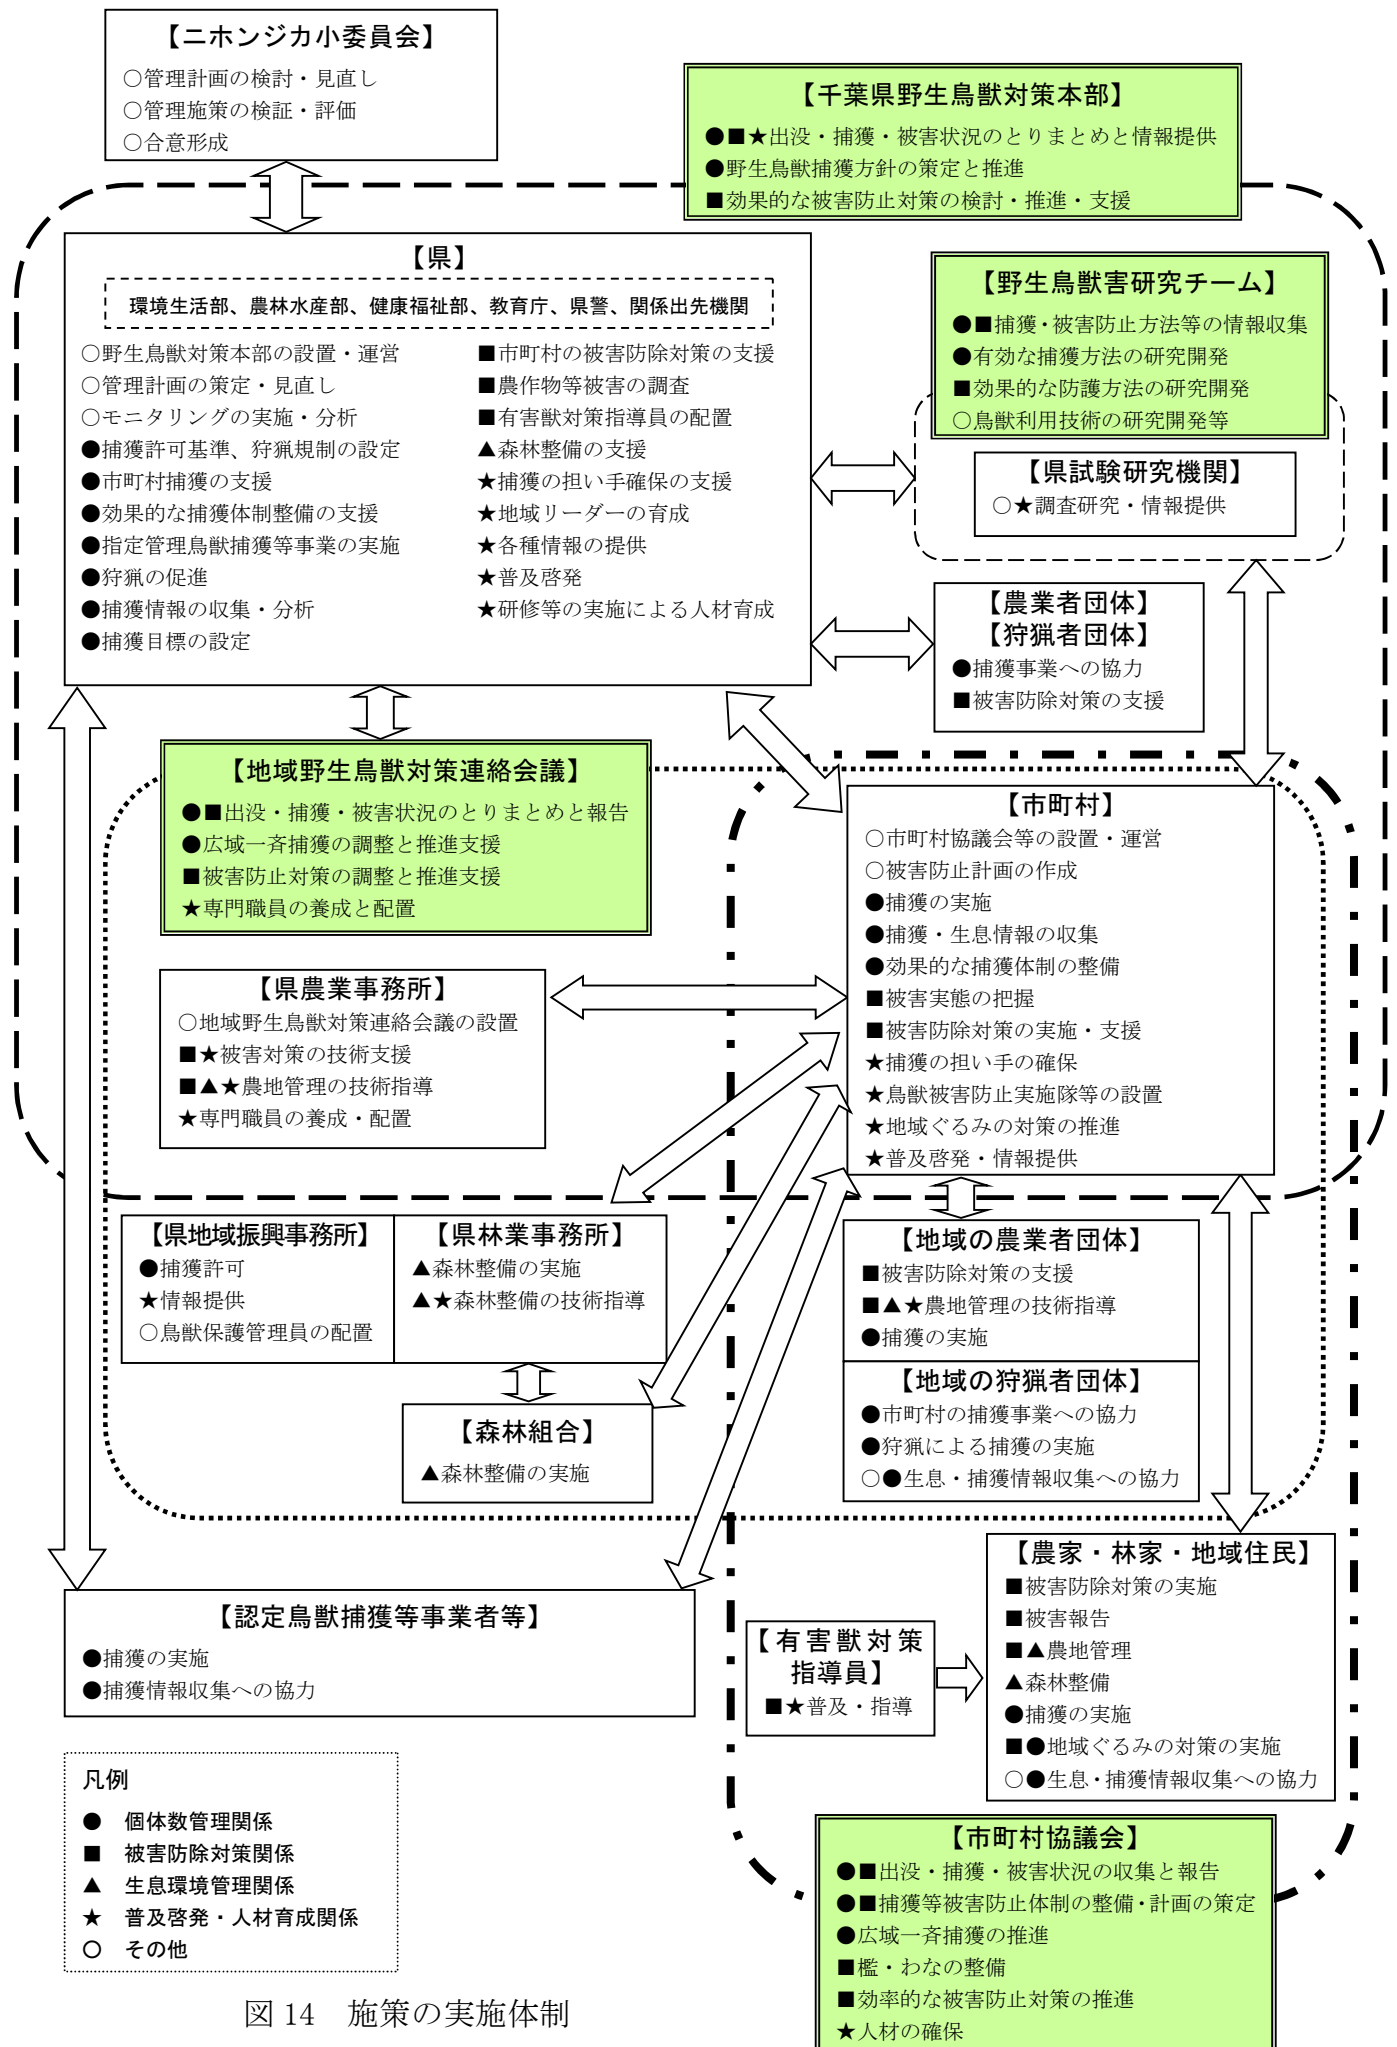 【ニホンジカ小委員会】
○管理計画の検討・見直し
○管理施策の検証・評価
○合意形成
【千葉県野生鳥獣対策本部】
●■★出没・捕獲・被害状況のとりまとめと情報提供
●野生鳥獣捕獲方針の策定と推進
■効果的な被害防止対策の検討・推進・支援
【県】
環境生活部、農林水産部、健康福祉部、教育庁、県警、関係出先機関
○野生鳥獣対策本部の設置・運営
○管理計画の策定・見直し
○モニタリングの実施・分析
●捕獲許可基準、狩猟規制の設定
●市町村捕獲の支援
●効果的な捕獲体制整備の支援
●指定管理鳥獣捕獲等事業の実施
●狩猟の促進
●捕獲情報の収集・分析
●捕獲目標の設定
■市町村の被害防除対策の支援
■農作物等被害の調査
■有害獣対策指導員の配置
▲森林整備の支援
★捕獲の担い手確保の支援
★地域リーダーの育成
★各種情報の提供
★普及啓発
★研修等の実施による人材育成
【野生鳥獣害研究チーム】
●■捕獲・被害防止方法等の情報収集
●有効な捕獲方法の研究開発
■効果的な防護方法の研究開発
○鳥獣利用技術の研究開発等
【県試験研究機関】
○★調査研究・情報提供
【農業者団体】
【狩猟者団体】
●捕獲事業への協力
■被害防除対策の支援
【地域野生鳥獣対策連絡会議】
●■出没・捕獲・被害状況のとりまとめと報告
●広域一斉捕獲の調整と推進支援
■被害防止対策の調整と推進支援
★専門職員の養成と配置
【市町村】
○市町村協議会等の設置・運営
○被害防止計画の作成
●捕獲の実施
●捕獲・生息情報の収集
●効果的な捕獲体制の整備
■被害実態の把握
■被害防除対策の実施・支援
★捕獲の担い手の確保
★鳥獣被害防止実施隊等の設置
★地域ぐるみの対策の推進
★普及啓発・情報提供
【県農業事務所】
○地域野生鳥獣対策連絡会議の設置
■★被害対策の技術支援
■▲★農地管理の技術指導
★専門職員の養成・配置
【県地域振興事務所】
●捕獲許可
★情報提供
○鳥獣保護管理員の配置
【県林業事務所】
▲森林整備の実施
▲★森林整備の技術指導
【森林組合】
▲森林整備の実施
【地域の農業者団体】
■被害防除対策の支援
■▲★農地管理の技術指導
●捕獲の実施
【地域の狩猟者団体】
●市町村の捕獲事業への協力
●狩猟による捕獲の実施
○●生息・捕獲情報収集への協力
【認定鳥獣捕獲等事業者等】
●捕獲の実施
●捕獲情報収集への協力
【有害獣対策
指導員】
■★普及・指導
【農家・林家・地域住民】
■被害防除対策の実施
■被害報告
■▲農地管理
▲森林整備
●捕獲の実施
■●地域ぐるみの対策の実施
○●生息・捕獲情報収集への協力
【市町村協議会】
●■出没・捕獲・被害状況の収集と報告
●■捕獲等被害防止体制の整備・計画の策定
●広域一斉捕獲の推進
■檻・わなの整備
■効率的な被害防止対策の推進
★人材の確保
凡例
● 個体数管理関係
■ 被害防除対策関係
▲ 生息環境管理関係
★ 普及啓発・人材育成関係
○ その他
図 14 施策の実施体制